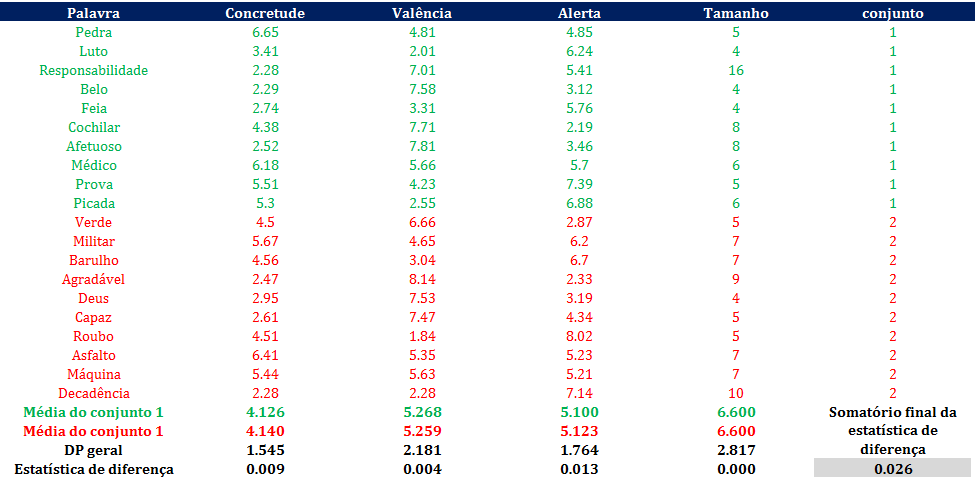 Palavra Concretude Valência Alerta Tamanho conjunto
Pedra 6.65 4.81 4.85 5 1
Luto 3.41 2.01 6.24 4 1
Responsabilidade 2.28 7.01 5.41 16 1
Belo 2.29 7.58 3.12 4 1
Feia 2.74 3.31 5.76 4 1
Cochilar 4.38 7.71 2.19 8 1
Afetuoso 2.52 7.81 3.46 8 1
Médico 6.18 5.66 5.7 6 1
Prova 5.51 4.23 7.39 5 1
Picada 5.3 2.55 6.88 6 1
Verde 4.5 6.66 2.87 5 2
Militar 5.67 4.65 6.2 7 2
Barulho 4.56 3.04 6.7 7 2
Agradável 2.47 8.14 2.33 9 2
Deus 2.95 7.53 3.19 4 2
Capaz 2.61 7.47 4.34 5 2
Roubo 4.51 1.84 8.02 5 2
Asfalto 6.41 5.35 5.23 7 2
Máquina 5.44 5.63 5.21 7 2
Decadência 2.28 2.28 7.14 10 2
Média do conjunto 1 4.126 5.268 5.100 6.600 Somatório final da
Média do conjunto 1 4.140 5.259 5.123 6.600 estatística de
DP geral 1.545 2.181 1.764 2.817 diferença
Estatística de diferença 0.009 0.004 0.013 0.000 0.026